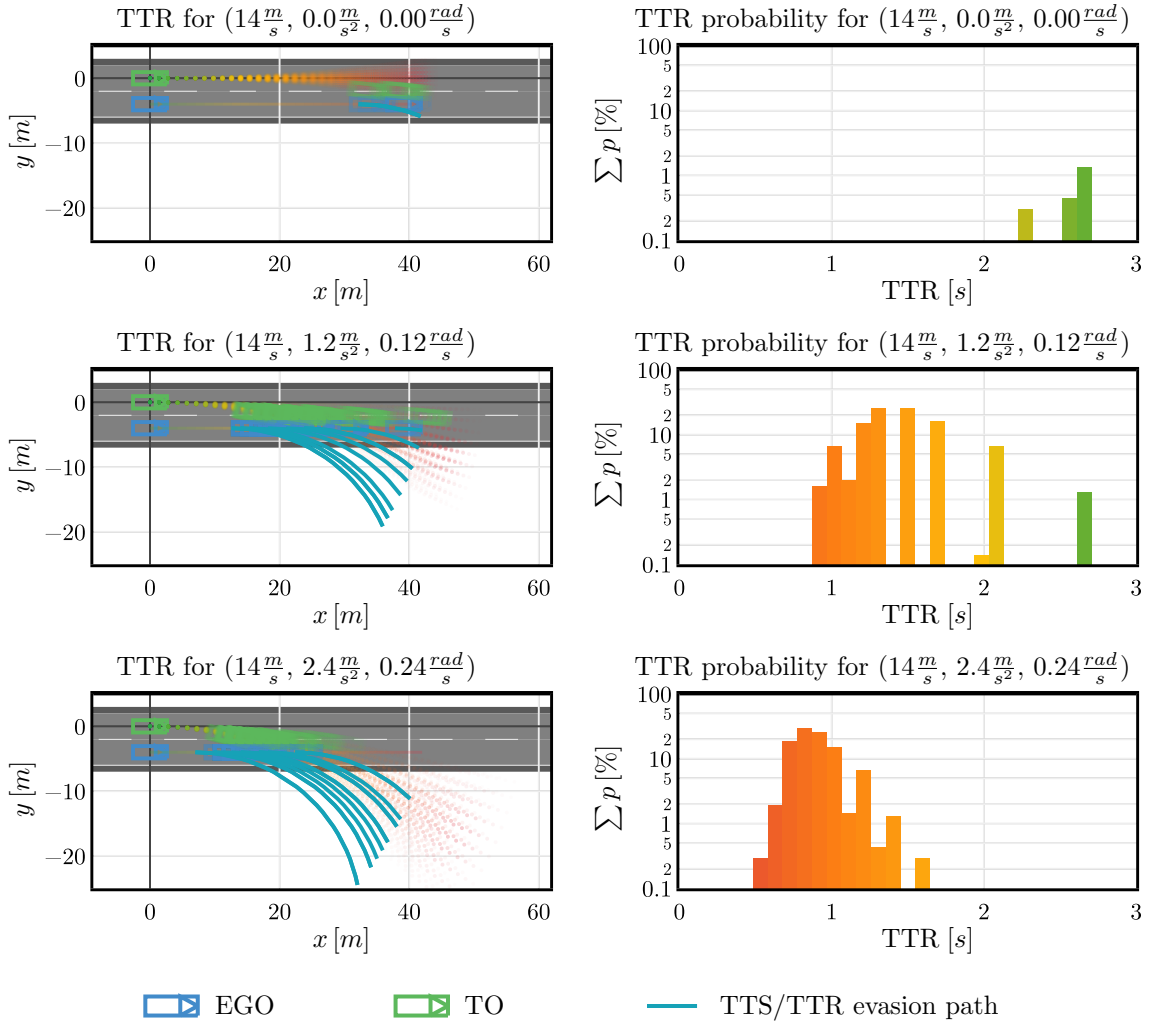 TTR for (14 m/s, 0.0 m/s², 0.00 rad/s)
TTR probability for (14 m/s, 0.0 m/s², 0.00 rad/s)
y [m]
0
−10
−20
0 20 40 60
x [m]
∑ p [%]
100
5
2
10
5
2
1
5
2
0.1
0 1 2 3
TTR [s]
TTR for (14 m/s, 1.2 m/s², 0.12 rad/s)
TTR probability for (14 m/s, 1.2 m/s², 0.12 rad/s)
y [m]
0
−10
−20
0 20 40 60
x [m]
∑ p [%]
100
5
2
10
5
2
1
5
2
0.1
0 1 2 3
TTR [s]
TTR for (14 m/s, 2.4 m/s², 0.24 rad/s)
TTR probability for (14 m/s, 2.4 m/s², 0.24 rad/s)
y [m]
0
−10
−20
0 20 40 60
x [m]
∑ p [%]
100
5
2
10
5
2
1
5
2
0.1
0 1 2 3
TTR [s]
EGO TO TTS/TTR evasion path